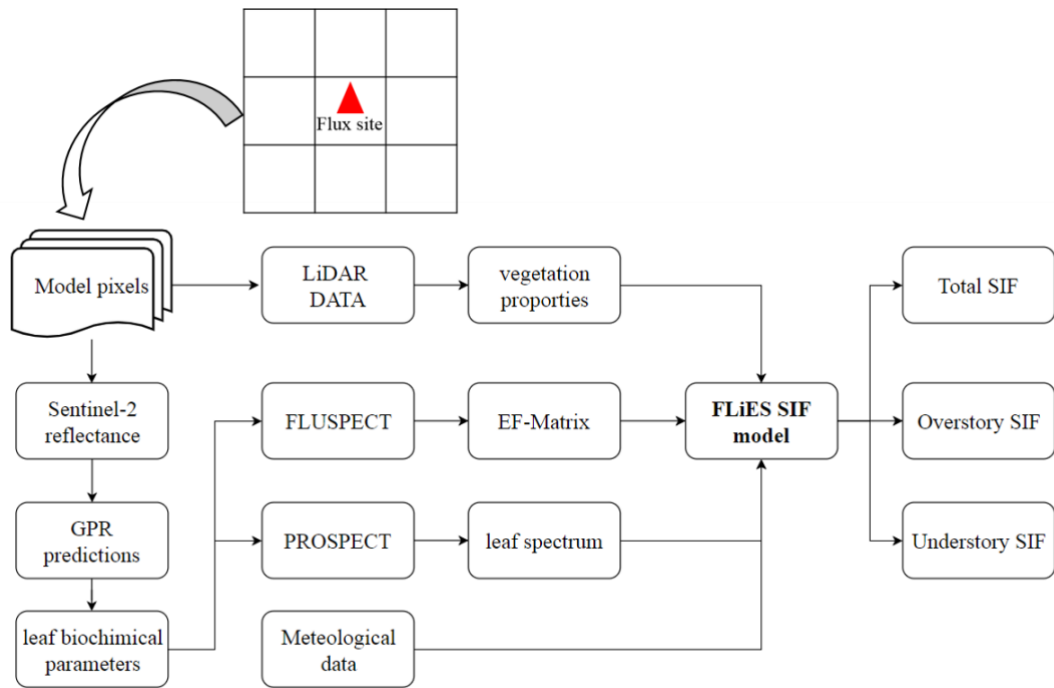 Flux site
Model pixels
LiDAR
DATA
vegetation
proporties
Total SIF
Sentinel-2
reflectance
FLUSPECT
EF-Matrix
FLiES SIF
model
Overstory SIF
GPR
predictions
PROSPECT
leaf spectrum
Understory SIF
leaf biochimical
parameters
Meteological
data